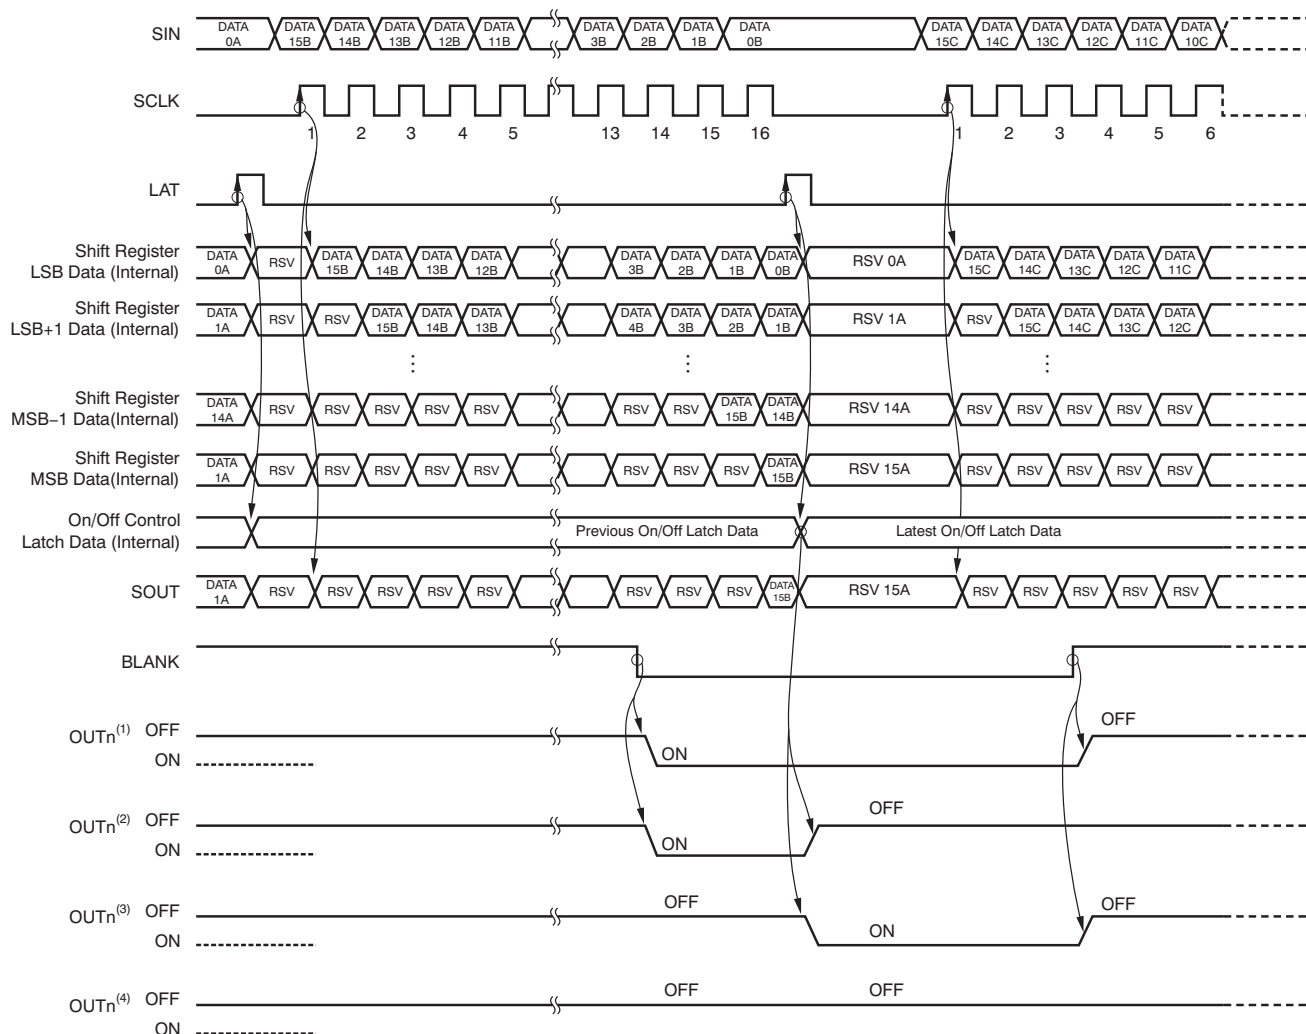 SIN DATA 0A DATA 15B DATA 14B DATA 13B DATA 12B DATA 11B DATA 3B DATA 2B DATA 1B DATA 0B DATA 15C DATA 14C DATA 13C DATA 12C DATA 11C DATA 10C
SCLK
1 2 3 4 5 13 14 15 16 1 2 3 4 5 6
LAT
Shift Register LSB Data (Internal) DATA 0A RSV DATA 15B DATA 14B DATA 13B DATA 12B DATA 3B DATA 2B DATA 1B DATA 0B RSV 0A DATA 15C DATA 14C DATA 13C DATA 12C DATA 11C
Shift Register LSB+1 Data (Internal) DATA 1A RSV RSV DATA 15B DATA 14B DATA 13B DATA 4B DATA 3B DATA 2B DATA 1B RSV 1A RSV DATA 15C DATA 14C DATA 13C DATA 12C
Shift Register MSB−1 Data(Internal) DATA 14A RSV RSV RSV RSV RSV RSV RSV DATA 15B DATA 14B RSV 14A RSV RSV RSV RSV RSV
Shift Register MSB Data(Internal) DATA 1A RSV RSV RSV RSV RSV RSV RSV RSV DATA 15B RSV 15A RSV RSV RSV RSV RSV
On/Off Control Latch Data (Internal) Previous On/Off Latch Data Latest On/Off Latch Data
SOUT DATA 1A RSV RSV RSV RSV RSV RSV RSV RSV DATA 15B RSV 15A RSV RSV RSV RSV RSV
BLANK
OUTn(1) OFF OFF
ON ON
OUTn(2) OFF OFF
ON ON
OUTn(3) OFF OFF OFF
ON ON
OUTn(4) OFF OFF OFF
ON